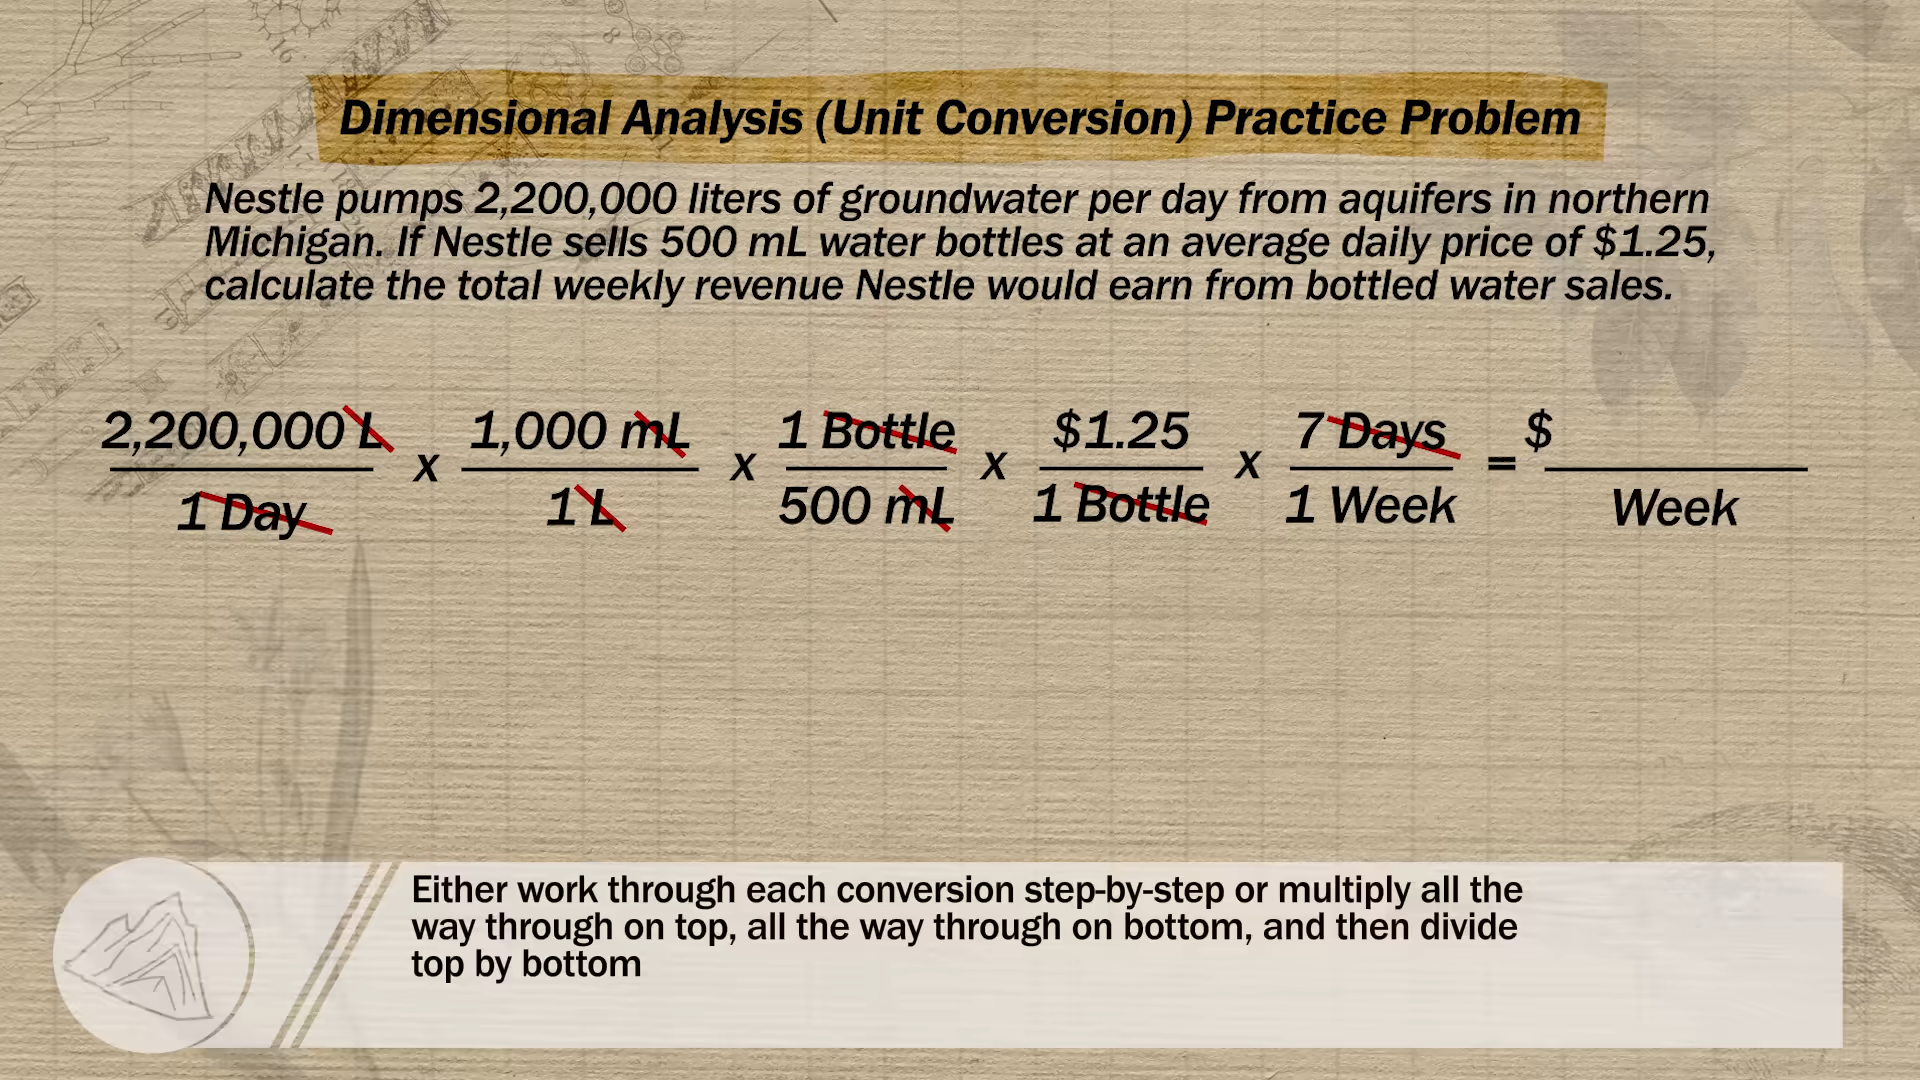 Dimensional Analysis (Unit Conversion) Practice Problem
Nestle pumps 2,200,000 liters of groundwater per day from aquifers in northern
Michigan. If Nestle sells 500 mL water bottles at an average daily price of $1.25,
calculate the total weekly revenue Nestle would earn from bottled water sales.
2,200,000 L x 1,000 mL x 1 Bottle x $1.25 x 7 Days = $
1 Day 1 L 500 mL 1 Bottle 1 Week Week
Either work through each conversion step-by-step or multiply all the
way through on top, all the way through on bottom, and then divide
top by bottom